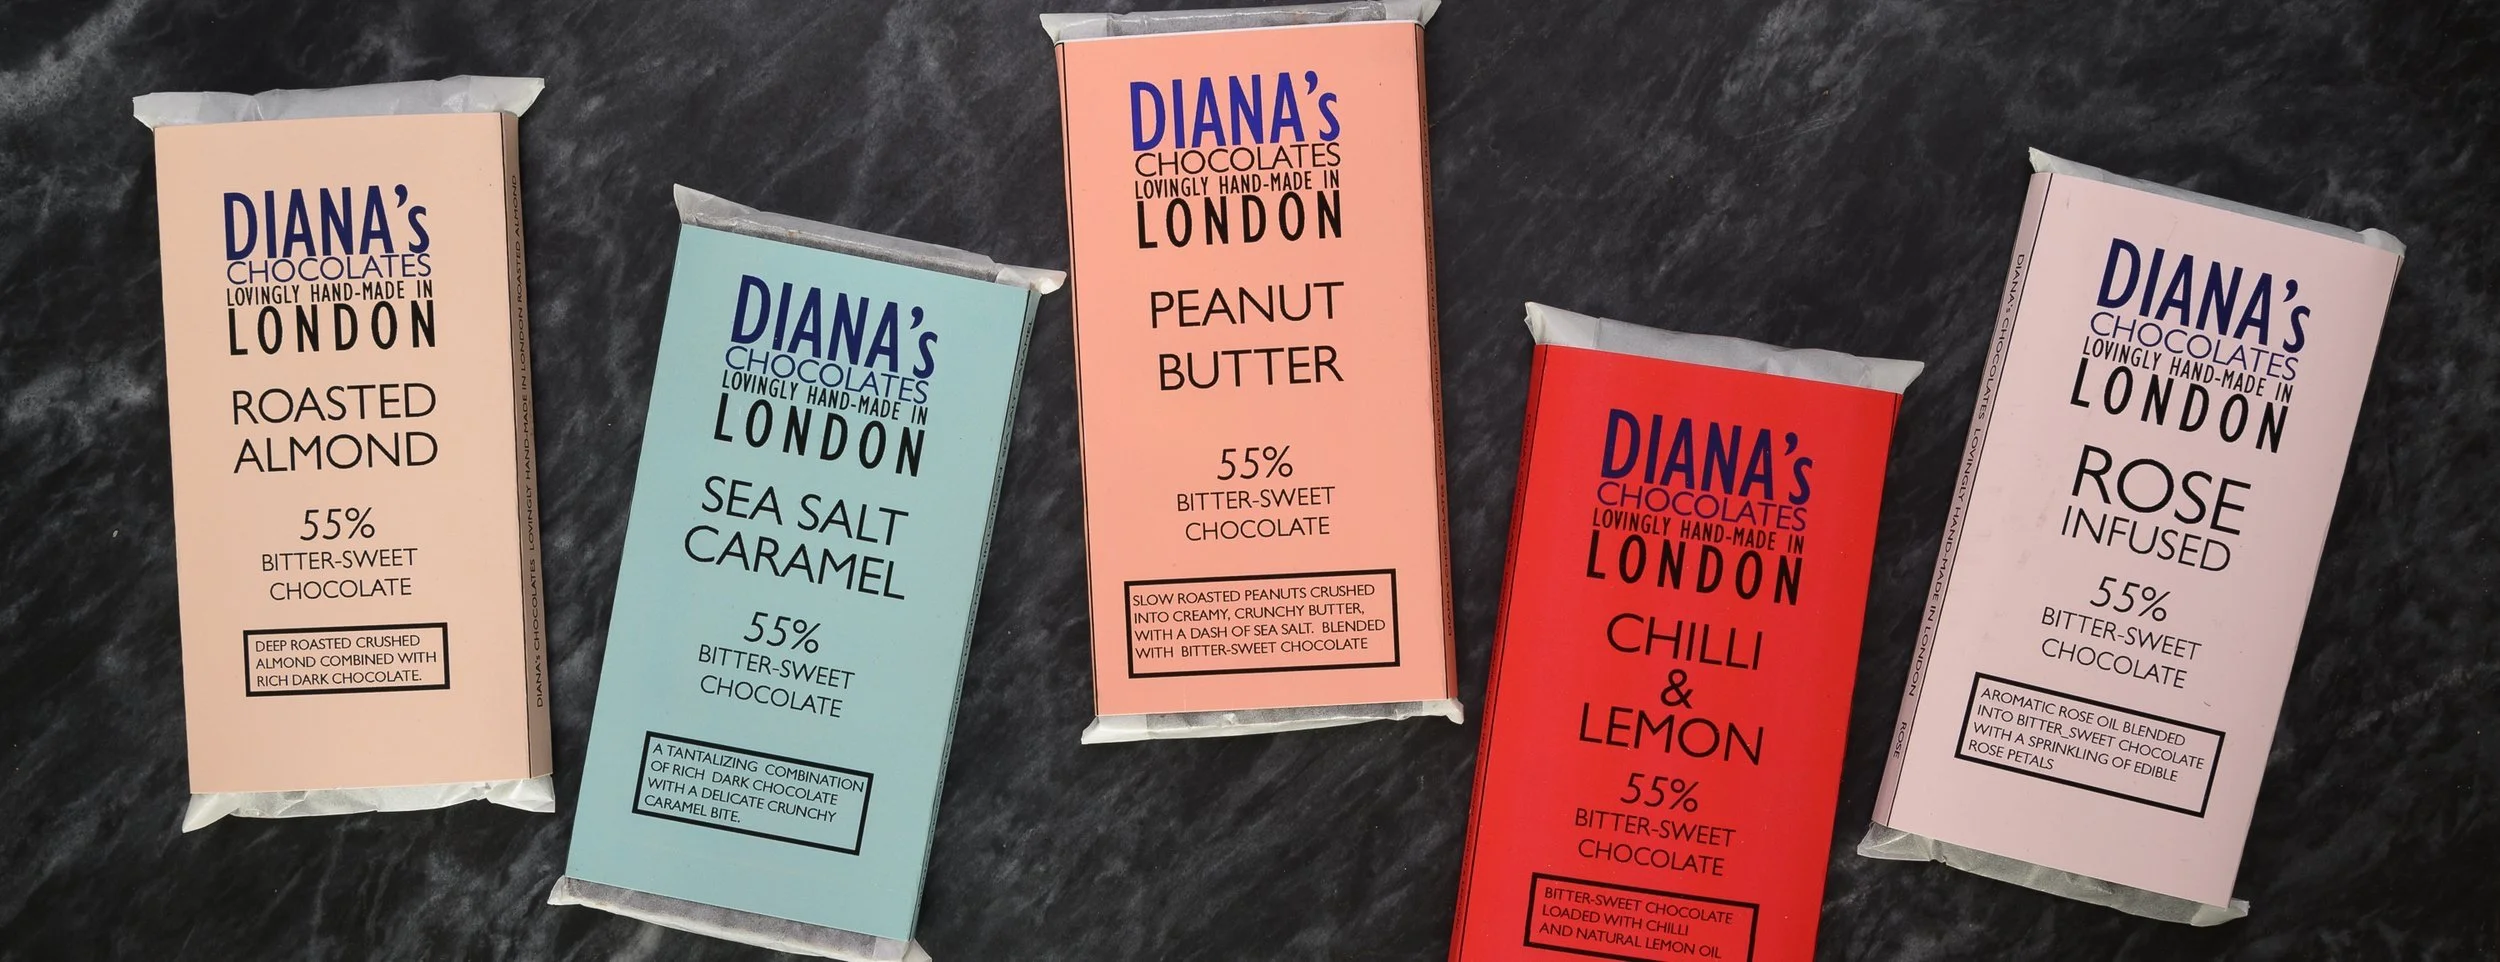 DIANA's
CHOCOLATES
LOVINGLY HAND-MADE IN
LONDON
ROASTED
ALMOND
55%
BITTER-SWEET
CHOCOLATE
DEEP ROASTED CRUSHED
ALMOND COMBINED WITH
RICH DARK CHOCOLATE.
DIANA'S CHOCOLATES LOVINGLY HAND-MADE IN LONDON ROASTED ALMOND
DIANA's
CHOCOLATES
LOVINGLY HAND-MADE IN
LONDON
SEA SALT
CARAMEL
55%
BITTER-SWEET
CHOCOLATE
A TANTALIZING COMBINATION
OF RICH DARK CHOCOLATE
WITH A DELICATE CRUNCHY
CARAMEL BITE.
DIANA's
CHOCOLATES
LOVINGLY HAND-MADE IN
LONDON
PEANUT
BUTTER
55%
BITTER-SWEET
CHOCOLATE
SLOW ROASTED PEANUTS CRUSHED
INTO CREAMY, CRUNCHY BUTTER,
WITH A DASH OF SEA SALT. BLENDED
WITH BITTER-SWEET CHOCOLATE
DIANA's
CHOCOLATES
LOVINGLY HAND-MADE IN
LONDON
CHILLI
&
LEMON
55%
BITTER-SWEET
CHOCOLATE
BITTER-SWEET CHOCOLATE
LOADED WITH CHILLI
AND NATURAL LEMON OIL
DIANA'S CHOCOLATES LOVINGLY HAND-MADE IN LONDON ROSE
DIANA's
CHOCOLATES
LOVINGLY HAND-MADE IN
LONDON
ROSE
INFUSED
55%
BITTER-SWEET
CHOCOLATE
AROMATIC ROSE OIL BLENDED
INTO BITTER_SWEET CHOCOLATE
WITH A SPRINKLING OF EDIBLE
ROSE PETALS